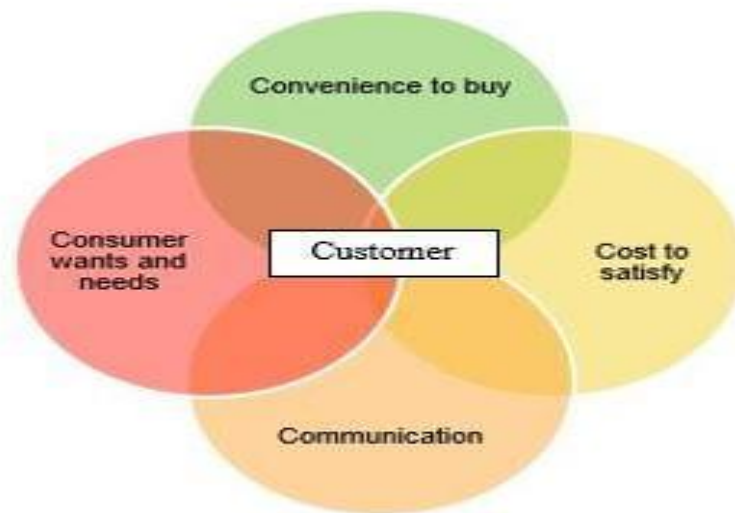 Convenience to buy
Consumer
wants and
needs
Customer
Cost to
satisfy
Communication